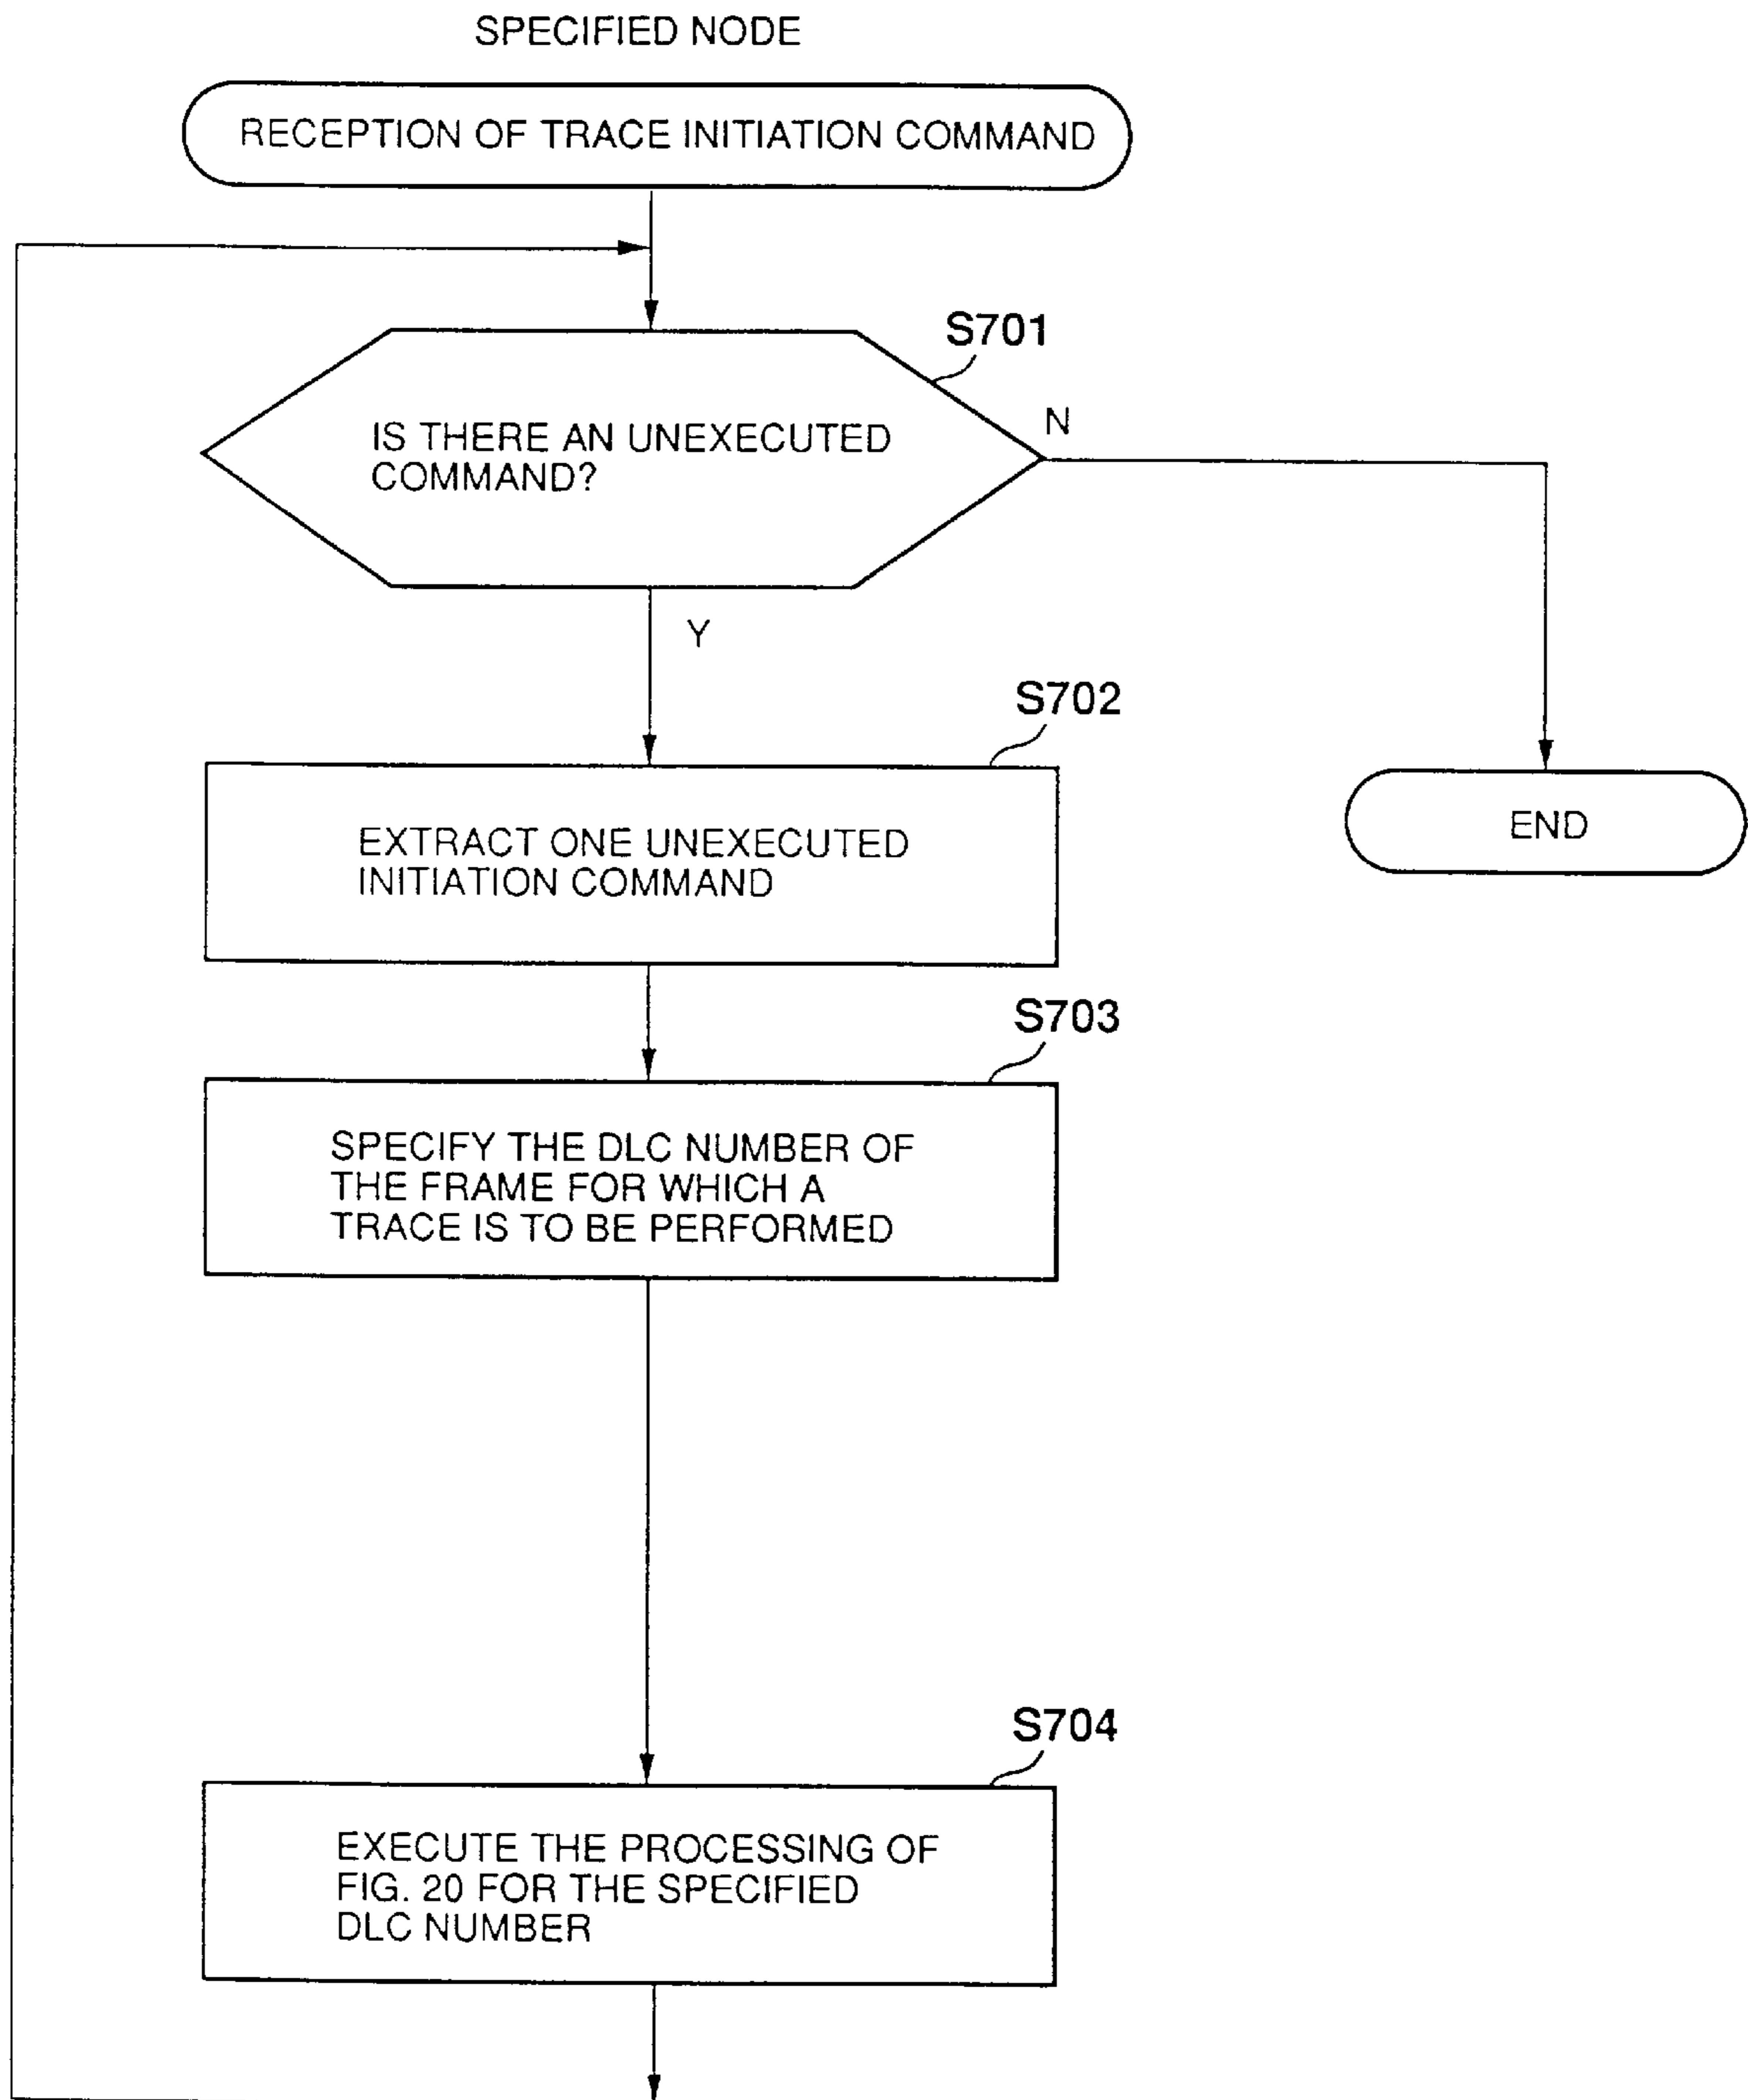 SPECIFIED NODE
RECEPTION OF TRACE INITIATION COMMAND
S701
IS THERE AN UNEXECUTED
COMMAND?
N
Y
S702
EXTRACT ONE UNEXECUTED
INITIATION COMMAND
END
S703
SPECIFY THE DLC NUMBER OF
THE FRAME FOR WHICH A
TRACE IS TO BE PERFORMED
S704
EXECUTE THE PROCESSING OF
FIG. 20 FOR THE SPECIFIED
DLC NUMBER